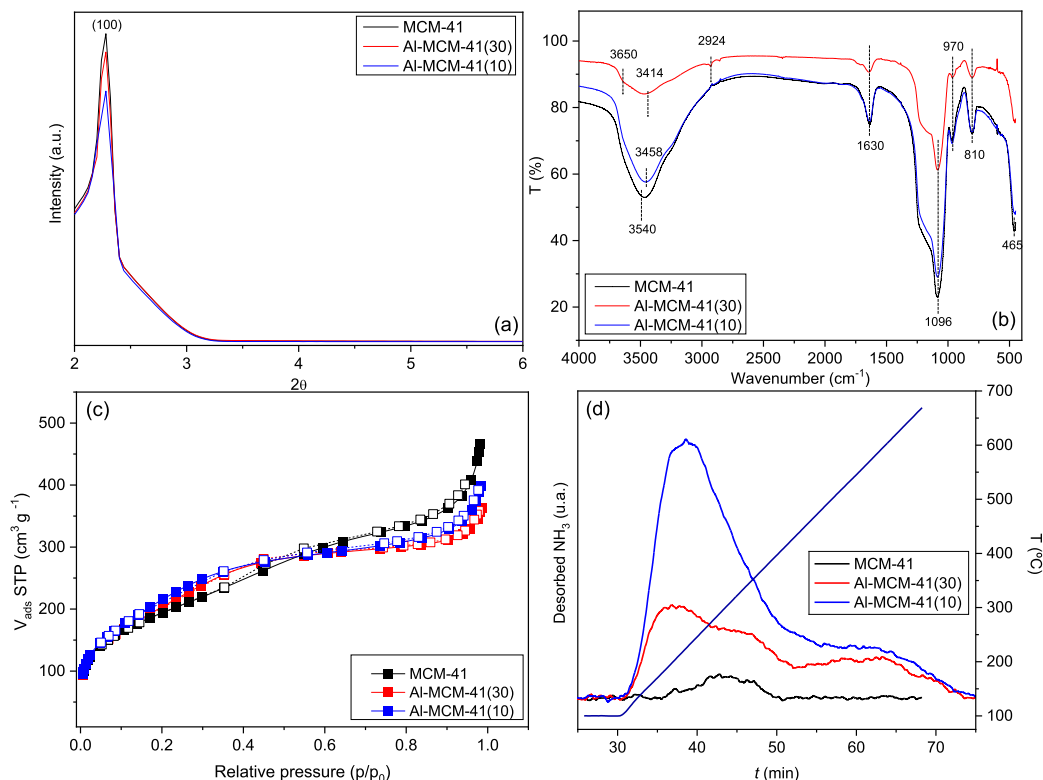 (100)
MCM-41
Al-MCM-41(30)
Al-MCM-41(10)
Intensity (a.u.)
(a)
2 3 4 5 6
2θ
100
80
60
40
20
T (%)
3650
3414
2924
970
3458
3540
1630
810
465
1096
MCM-41
Al-MCM-41(30)
Al-MCM-41(10)
(b)
4000 3500 3000 2500 2000 1500 1000 500
Wavenumber (cm⁻¹)
(c)
500
400
300
200
100
V_ads STP (cm³ g⁻¹)
MCM-41
Al-MCM-41(30)
Al-MCM-41(10)
0.0 0.2 0.4 0.6 0.8 1.0
Relative pressure (p/p₀)
(d)
Desorbed NH₃ (u.a.)
MCM-41
Al-MCM-41(30)
Al-MCM-41(10)
700
600
500
400
300
200
100
T (ºC)
30 40 50 60 70
t (min)